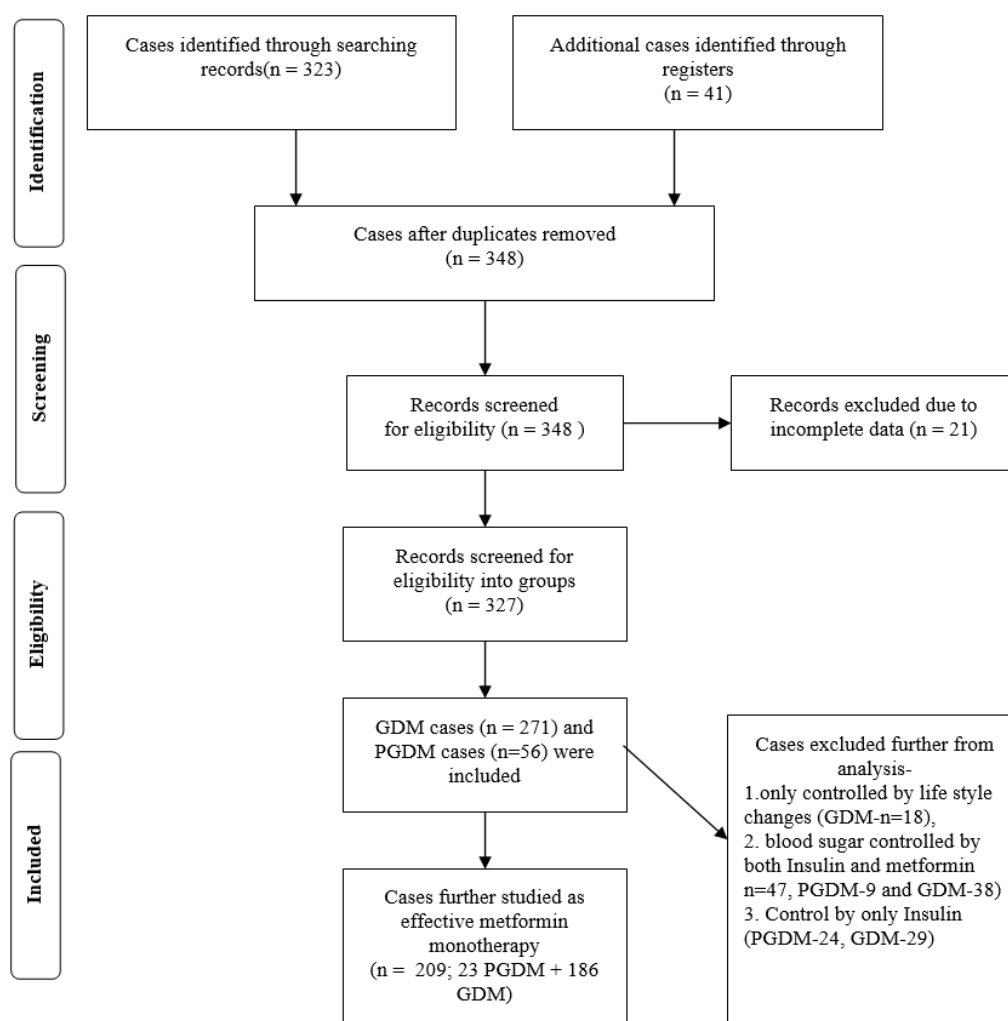 Identification
Cases identified through searching
records(n = 323)
Additional cases identified through
registers
(n = 41)
Cases after duplicates removed
(n = 348)
Screening
Records screened
for eligibility (n = 348 )
Records excluded due to
incomplete data (n = 21)
Eligibility
Records screened for
eligibility into groups
(n = 327)
GDM cases (n = 271) and
PGDM cases (n=56) were
included
Cases excluded further from
analysis-
1.only controlled by life style
changes (GDM-n=18),
2. blood sugar controlled by
both Insulin and metformin
n=47, PGDM-9 and GDM-38)
3. Control by only Insulin
(PGDM-24, GDM-29)
Included
Cases further studied as
effective metformin
monotherapy
(n = 209; 23 PGDM + 186
GDM)